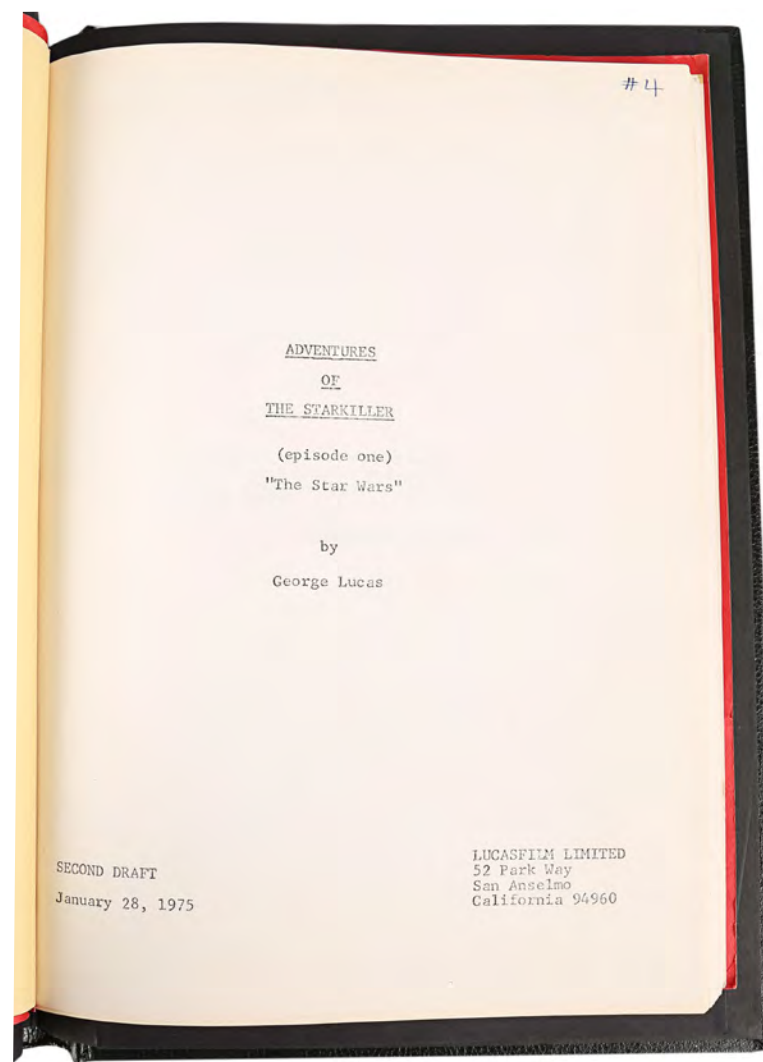 #4
ADVENTURES
OF
THE STARKILLER
(episode one)
"The Star Wars"
by
George Lucas
SECOND DRAFT
January 28, 1975
LUCASFILM LIMITED
52 Park Way
San Anselmo
California 94960